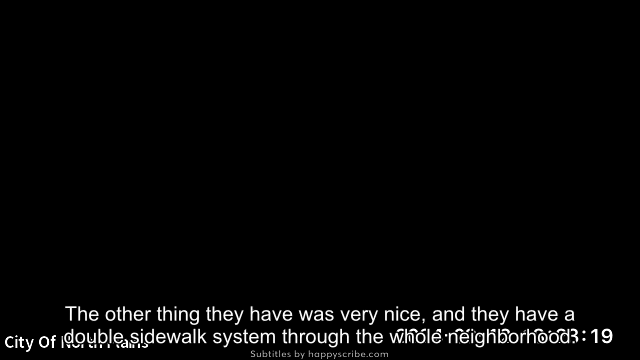 The other thing they have was very nice, and they have a
double sidewalk system through the whole neighborhood.
City Of North Plains
Subtitles by happyscribe.com